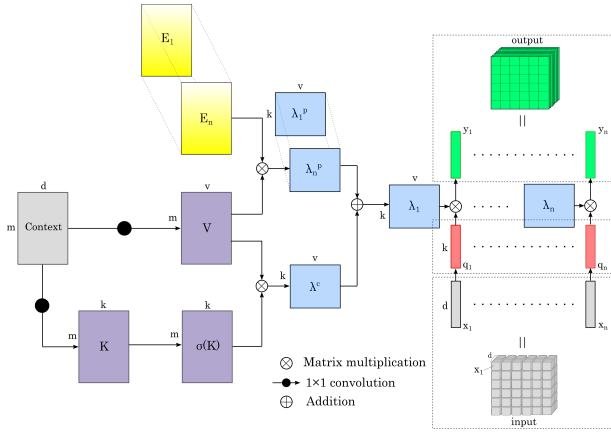 E₁
Eₙ
v
k
λ₁ᵖ
λₙᵖ
output
y₁
yₙ
d
m
Context
v
m
V
v
k
λ₁
λₙ
k
q₁
qₙ
v
k
λᶜ
k
m
K
k
m
σ(K)
d
x₁
xₙ
Matrix multiplication
1×1 convolution
Addition
d
x₁
input